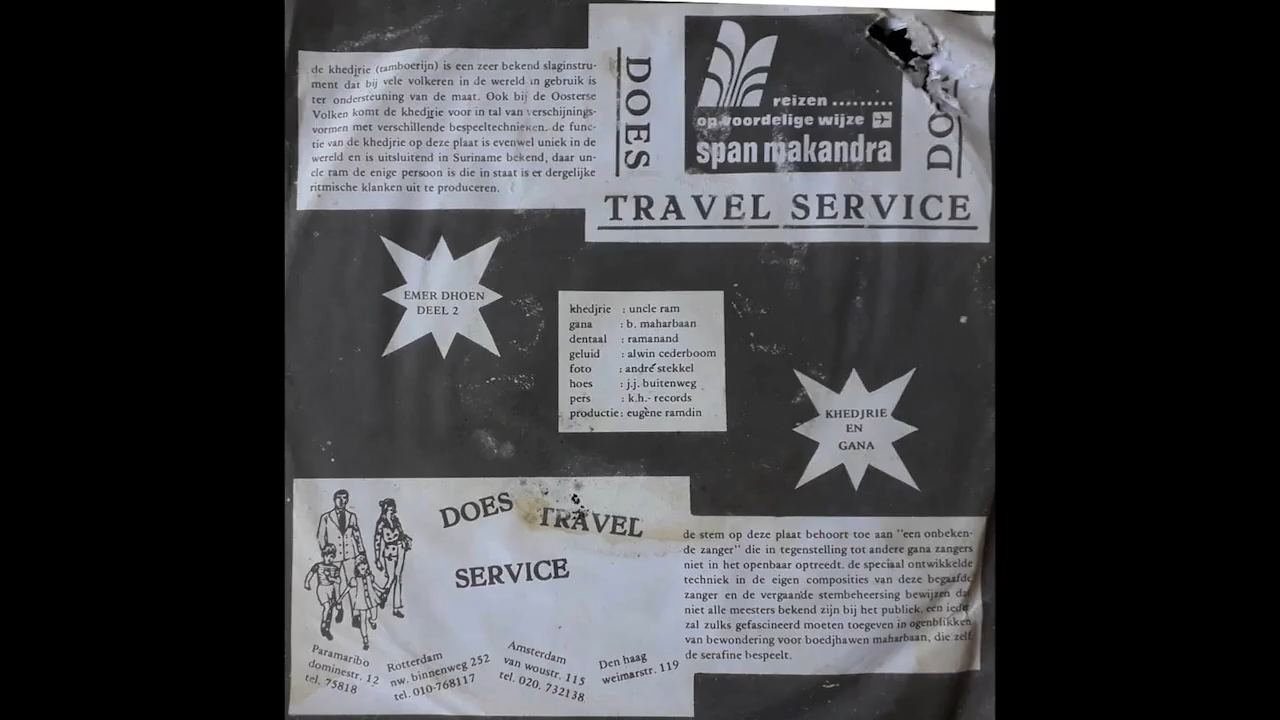 de khedjrie (tamboerijn) is een zeer bekend slaginstru-
ment dat bij vele volkeren in de wereld in gebruik is
ter ondersteuning van de maat. Ook bij de Oosterse
Volken komt de khedjrie voor in tal van verschijnings-
vormen met verschillende bespeeltechnieken. de func-
tie van de khedjrie op deze plaat is evenwel uniek in de
wereld en is uitsluitend in Suriname bekend, daar un-
cle ram de enige persoon is die in staat is er dergelijke
ritmische klanken uit te produceren.
DOES
reizen .........
op voordelige wijze
span makandra
TRAVEL SERVICE
EMER DHOEN
DEEL 2
khedjrie : uncle ram
gana : b. maharbaan
dentaal : ramanand
geluid : alwin cederboom
foto : andré stekkel
hoes : j.j. buitenweg
pers : k.h.- records
productie : eugène ramdin
KHEDJRIE
EN
GANA
DOES TRAVEL
SERVICE
Paramaribo
dominestr. 12
tel. 75818
Rotterdam
nw. binnenweg 252
tel. 010-768117
Amsterdam
van woustr. 115
tel. 020. 732138
Den haag
weimarstr. 119
de stem op deze plaat behoort toe aan "een onbeken-
de zanger" die in tegenstelling tot andere gana zangers
niet in het openbaar optreedt. de speciaal ontwikkelde
techniek in de eigen composities van deze begaafde
zanger en de vergaande stembeheersing bewijzen dat
niet alle meesters bekend zijn bij het publiek. een ieder
zal zulks gefascineerd moeten toegeven in ogenblikken
van bewondering voor boedjhawen maharbaan, die zelf
de serafine bespeelt.